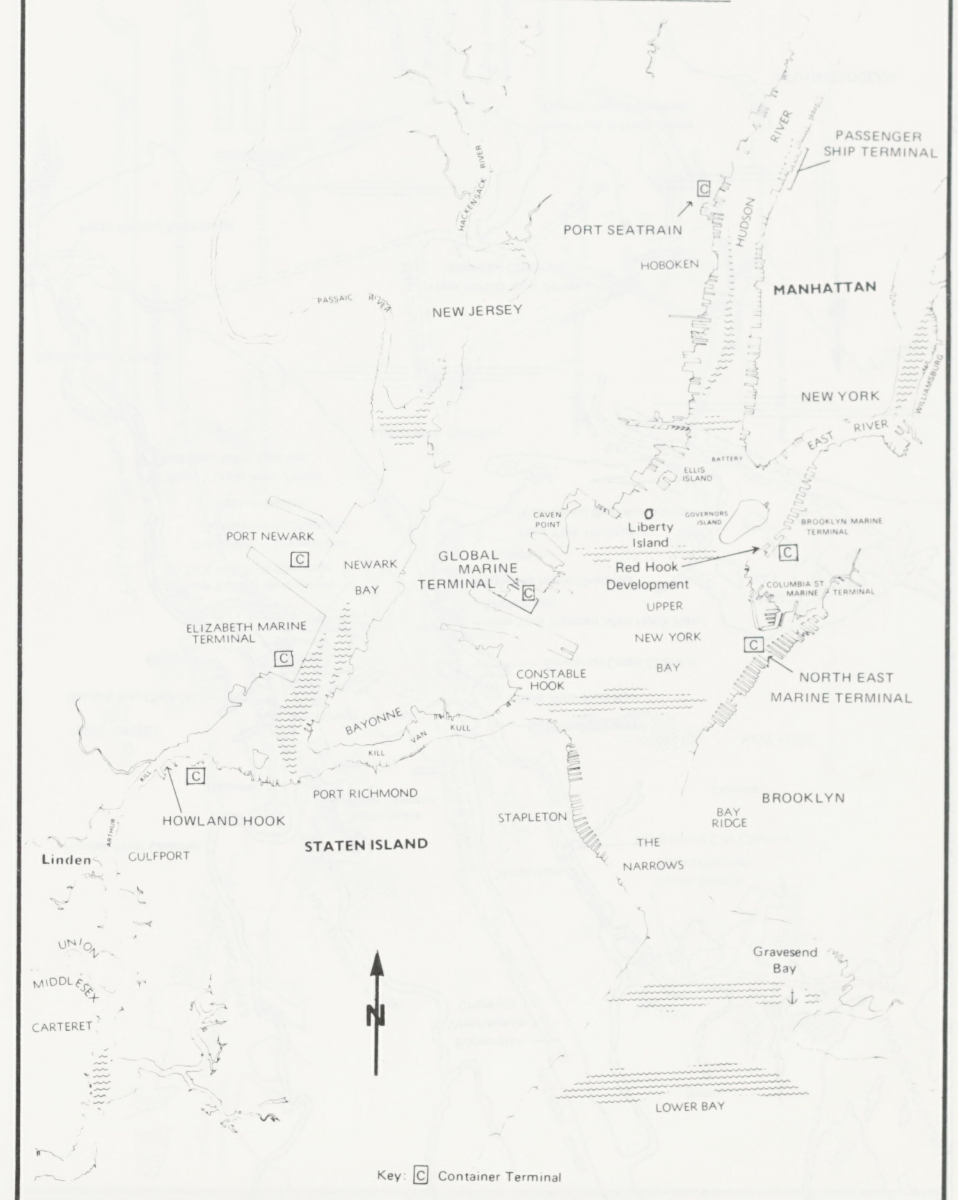 HACKENSACK RIVER
HUDSON RIVER
PASSENGER
SHIP TERMINAL
C
PORT SEATRAIN
HOBOKEN
MANHATTAN
PASSAIC RIVER
NEW JERSEY
WILLIAMSBURG
NEW YORK
EAST RIVER
BATTERY
ELLIS
ISLAND
CAVEN
POINT
Liberty
Island
GOVERNORS
ISLAND
BROOKLYN MARINE
TERMINAL
C
PORT NEWARK
C
NEWARK
BAY
GLOBAL
MARINE
TERMINAL
C
Red Hook
Development
COLUMBIA ST.
MARINE TERMINAL
UPPER
NEW YORK
BAY
ELIZABETH MARINE
TERMINAL
C
C
CONSTABLE
HOOK
NORTH EAST
MARINE TERMINAL
BAYONNE
KILL VAN KULL
C
HOWLAND HOOK
PORT RICHMOND
STATEN ISLAND
STAPLETON
BROOKLYN
BAY
RIDGE
THE
NARROWS
ARTHUR KILL
Linden
GULFPORT
UNION
MIDDLESEX
CARTERET
N
Gravesend
Bay
LOWER BAY
Key: C Container Terminal